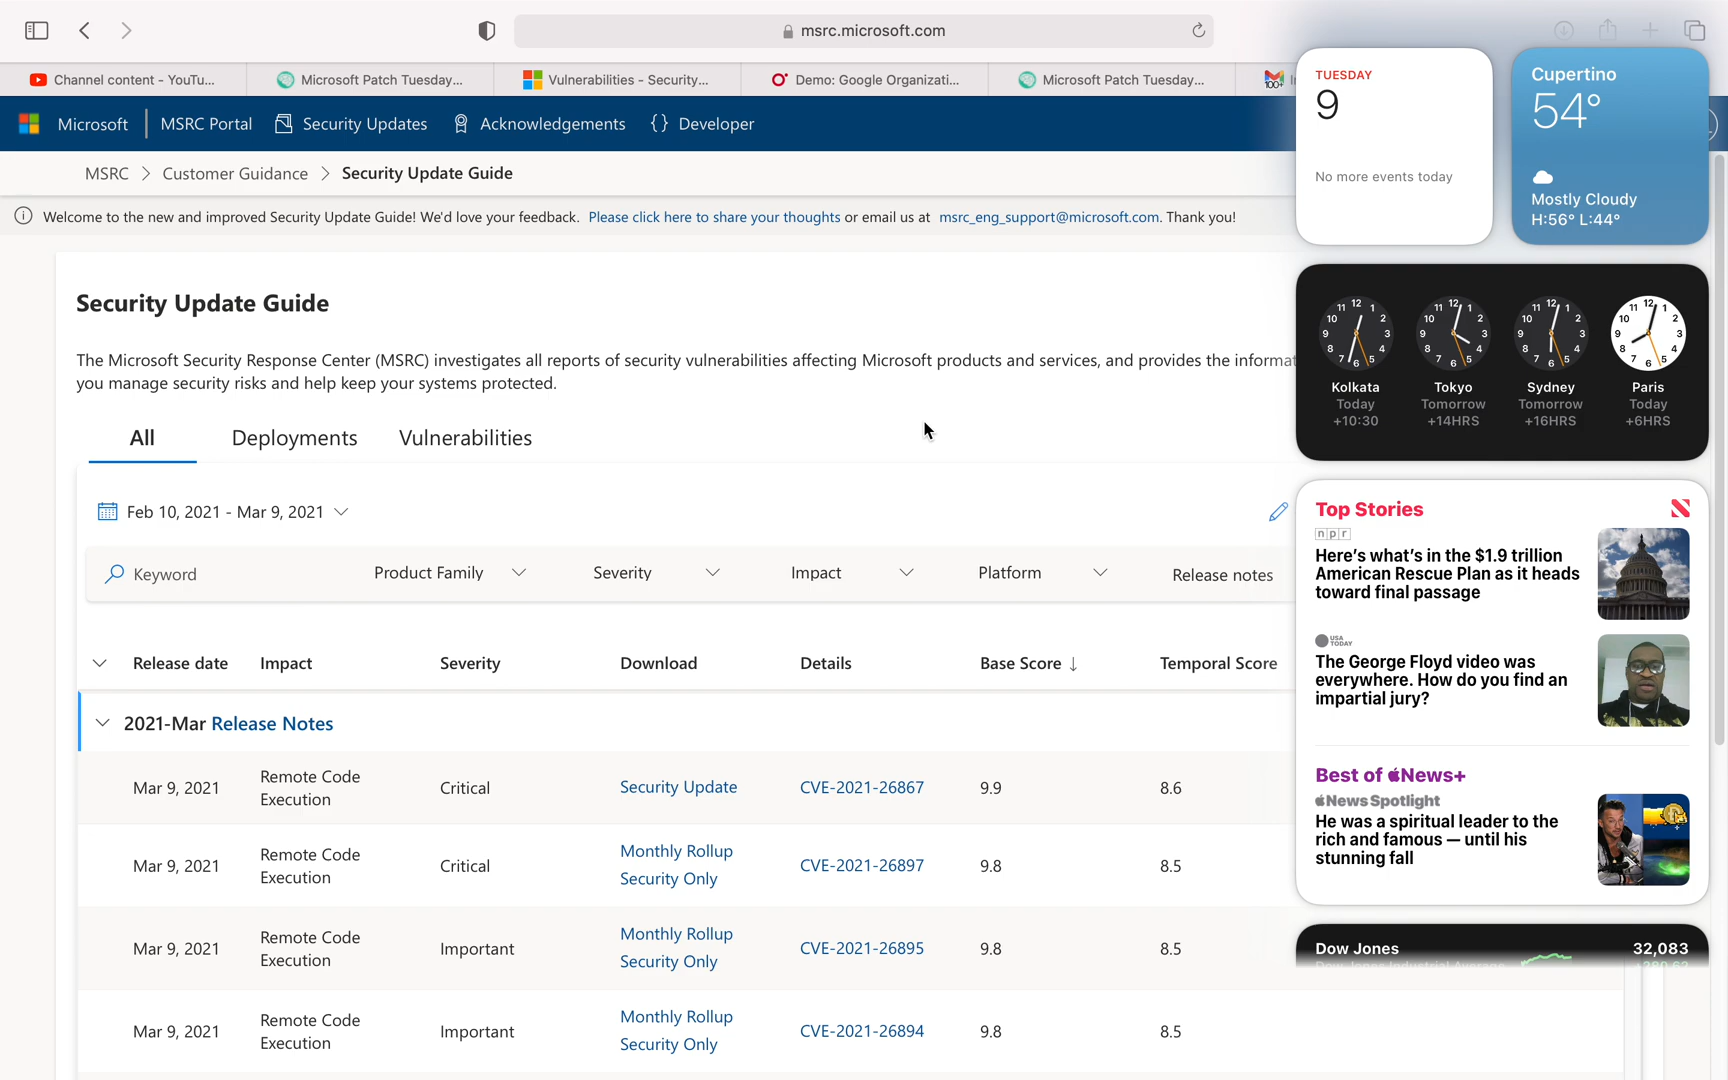 msrc.microsoft.com
Channel content - YouTu...
Microsoft Patch Tuesday...
Vulnerabilities - Security...
Demo: Google Organizati...
Microsoft Patch Tuesday...
100+
Microsoft
MSRC Portal
Security Updates
Acknowledgements
{ } Developer
MSRC > Customer Guidance > Security Update Guide
Welcome to the new and improved Security Update Guide! We'd love your feedback. Please click here to share your thoughts or email us at msrc_eng_support@microsoft.com. Thank you!
Security Update Guide
The Microsoft Security Response Center (MSRC) investigates all reports of security vulnerabilities affecting Microsoft products and services, and provides the informat
you manage security risks and help keep your systems protected.
All
Deployments
Vulnerabilities
Feb 10, 2021 - Mar 9, 2021
Keyword
Product Family
Severity
Impact
Platform
Release notes
Release date
Impact
Severity
Download
Details
Base Score ↓
Temporal Score
2021-Mar Release Notes
Mar 9, 2021
Remote Code
Execution
Critical
Security Update
CVE-2021-26867
9.9
8.6
Mar 9, 2021
Remote Code
Execution
Critical
Monthly Rollup
Security Only
CVE-2021-26897
9.8
8.5
Mar 9, 2021
Remote Code
Execution
Important
Monthly Rollup
Security Only
CVE-2021-26895
9.8
8.5
Mar 9, 2021
Remote Code
Execution
Important
Monthly Rollup
Security Only
CVE-2021-26894
9.8
8.5
TUESDAY
9
No more events today
Cupertino
54°
Mostly Cloudy
H:56° L:44°
Kolkata
Today
+10:30
Tokyo
Tomorrow
+14HRS
Sydney
Tomorrow
+16HRS
Paris
Today
+6HRS
Top Stories
npr
Here's what's in the $1.9 trillion
American Rescue Plan as it heads
toward final passage
USA
TODAY
The George Floyd video was
everywhere. How do you find an
impartial jury?
Best of News+
News Spotlight
He was a spiritual leader to the
rich and famous — until his
stunning fall
Dow Jones
32,083